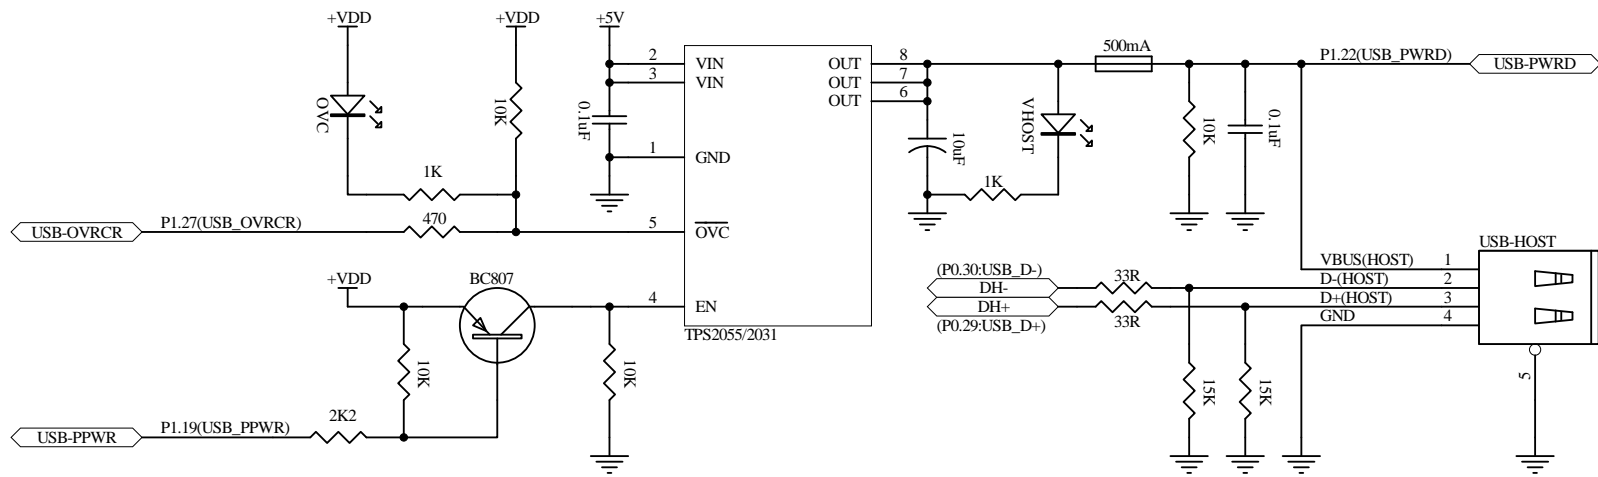 +VDD
+VDD
+5V
500mA
P1.22(USB_PWRD)
USB-PWRD
2
VIN
OUT
8
3
VIN
OUT
7
OUT
6
OVC
10K
0.1uF
10uF
VHOST
10K
0.1uF
1
GND
1K
1K
USB-OVRCR
P1.27(USB_OVRCR)
470
5
OVC
USB-HOST
+VDD
BC807
4
EN
TPS2055/2031
(P0.30:USB_D-)
DH-
33R
DH+
33R
(P0.29:USB_D+)
VBUS(HOST)
1
D-(HOST)
2
D+(HOST)
3
GND
4
10K
10K
15K
15K
5
USB-PPWR
P1.19(USB_PPWR)
2K2